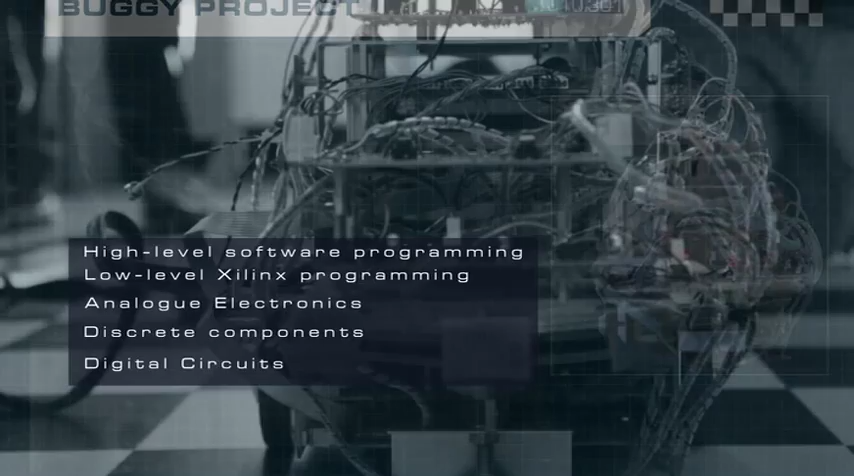 BUGGY PROJECT
High-level software programming
Low-level Xilinx programming
Analogue Electronics
Discrete components
Digital Circuits